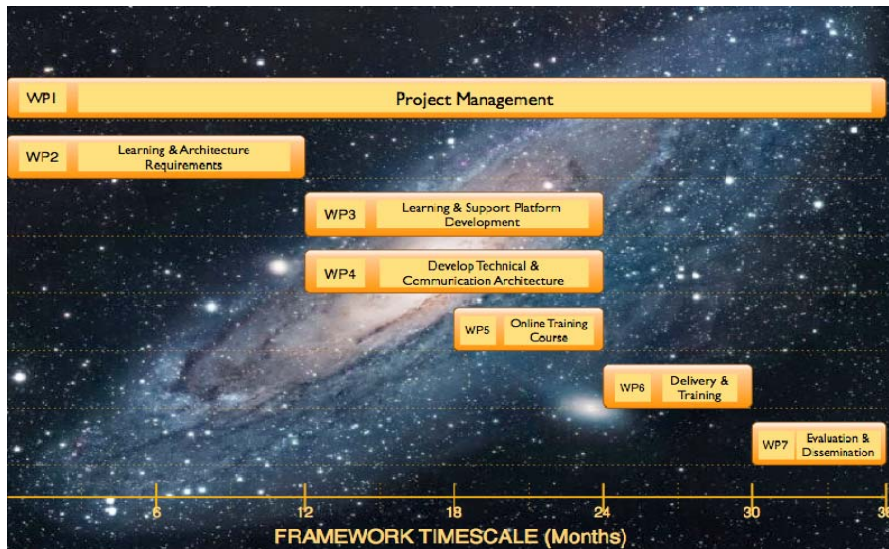 WP1 Project Management
WP2 Learning & Architecture
Requirements
WP3 Learning & Support Platform
Development
WP4 Develop Technical &
Communication Architecture
WP5 Online Training
Course
WP6 Delivery &
Training
WP7 Evaluation &
Dissemination
6 12 18 24 30
FRAMEWORK TIMESCALE (Months)